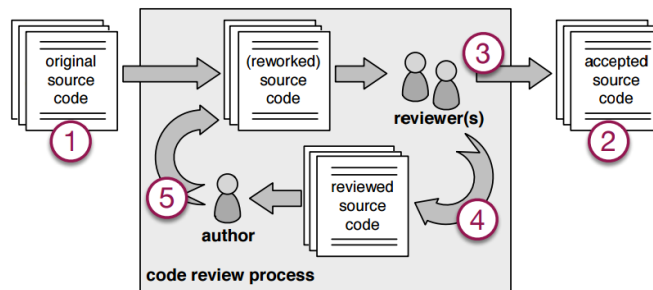 original
source
code
1
(reworked)
source
code
reviewer(s)
3
accepted
source
code
2
5
author
reviewed
source
code
4
code review process